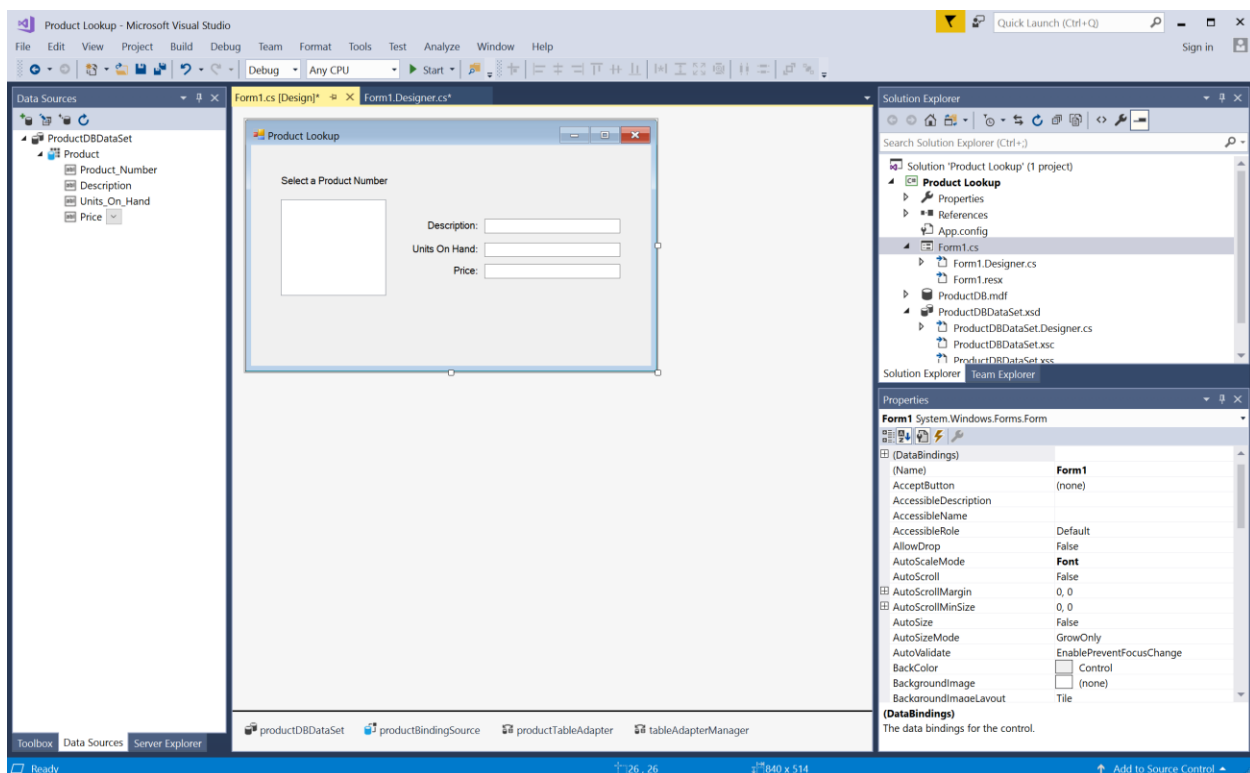 Product Lookup - Microsoft Visual Studio
Quick Launch (Ctrl+Q)
File Edit View Project Build Debug Team Format Tools Test Analyze Window Help
Sign in
Debug Any CPU Start
Data Sources
ProductDBDataSet
Product
Product_Number
Description
Units_On_Hand
Price
Toolbox Data Sources Server Explorer
Form1.cs [Design]* Form1.Designer.cs*
Product Lookup
Select a Product Number
Description:
Units On Hand:
Price:
productDBDataSet productBindingSource productTableAdapter tableAdapterManager
Solution Explorer
Search Solution Explorer (Ctrl+;)
Solution 'Product Lookup' (1 project)
Product Lookup
Properties
References
App.config
Form1.cs
Form1.Designer.cs
Form1.resx
ProductDB.mdf
ProductDBDataSet.xsd
ProductDBDataSet.Designer.cs
ProductDBDataSet.xsc
ProductDBDataSet.xss
Solution Explorer Team Explorer
Properties
Form1 System.Windows.Forms.Form
(DataBindings)
(Name) Form1
AcceptButton (none)
AccessibleDescription
AccessibleName
AccessibleRole Default
AllowDrop False
AutoScaleMode Font
AutoScroll False
AutoScrollMargin 0, 0
AutoScrollMinSize 0, 0
AutoSize False
AutoSizeMode GrowOnly
AutoValidate EnablePreventFocusChange
BackColor Control
BackgroundImage (none)
BackgroundImageLayout Tile
(DataBindings)
The data bindings for the control.
Ready 26 , 26 840 x 514 Add to Source Control